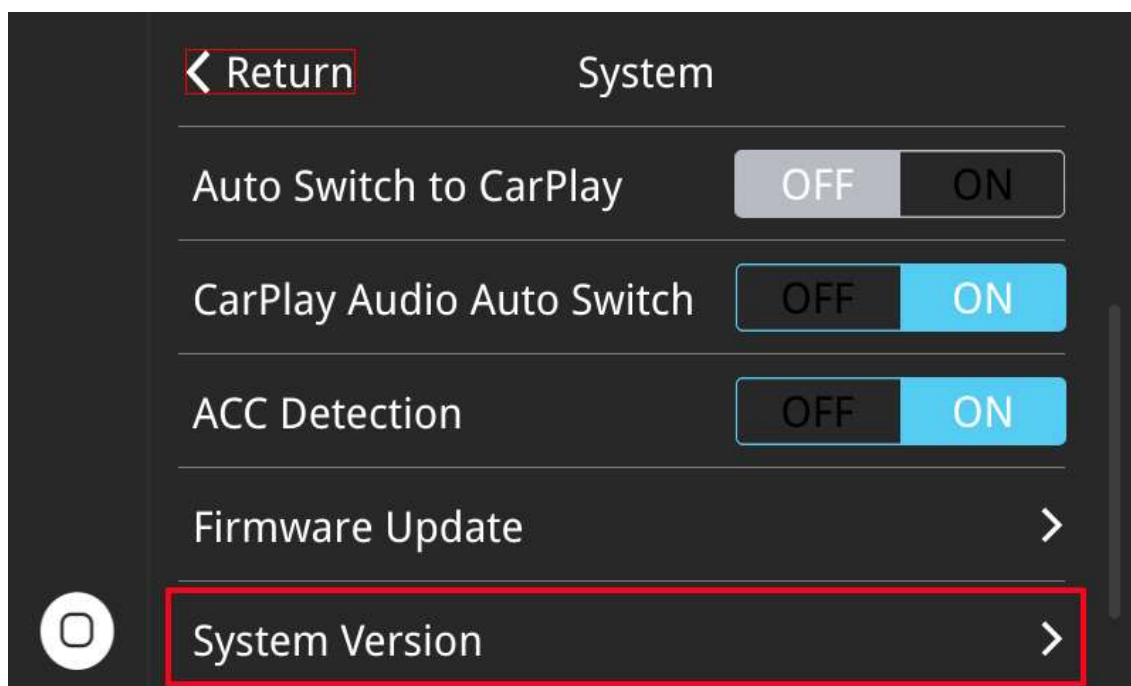 Return System
Auto Switch to CarPlay OFF ON
CarPlay Audio Auto Switch OFF ON
ACC Detection OFF ON
Firmware Update
System Version